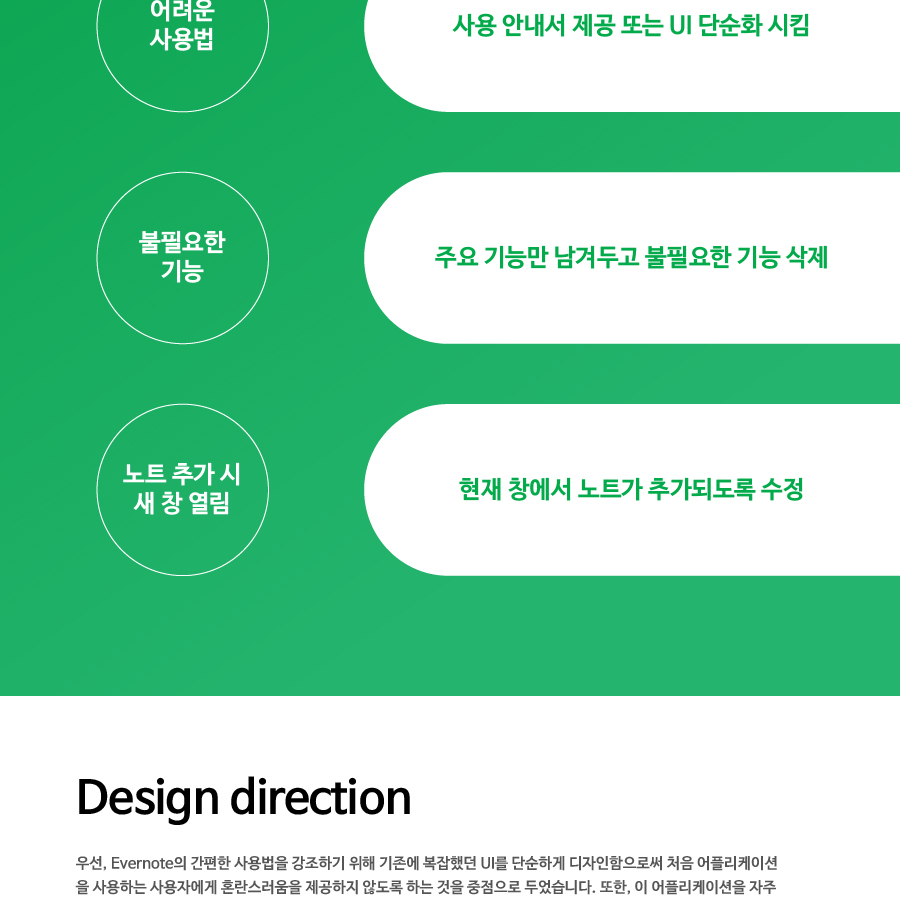 어려운
사용법
사용 안내서 제공 또는 UI 단순화 시킴
불필요한
기능
주요 기능만 남겨두고 불필요한 기능 삭제
노트 추가 시
새 창 열림
현재 창에서 노트가 추가되도록 수정
Design direction
우선, Evernote의 간편한 사용법을 강조하기 위해 기존에 복잡했던 UI를 단순하게 디자인함으로써 처음 어플리케이션
을 사용하는 사용자에게 혼란스러움을 제공하지 않도록 하는 것을 중점으로 두었습니다. 또한, 이 어플리케이션을 자주